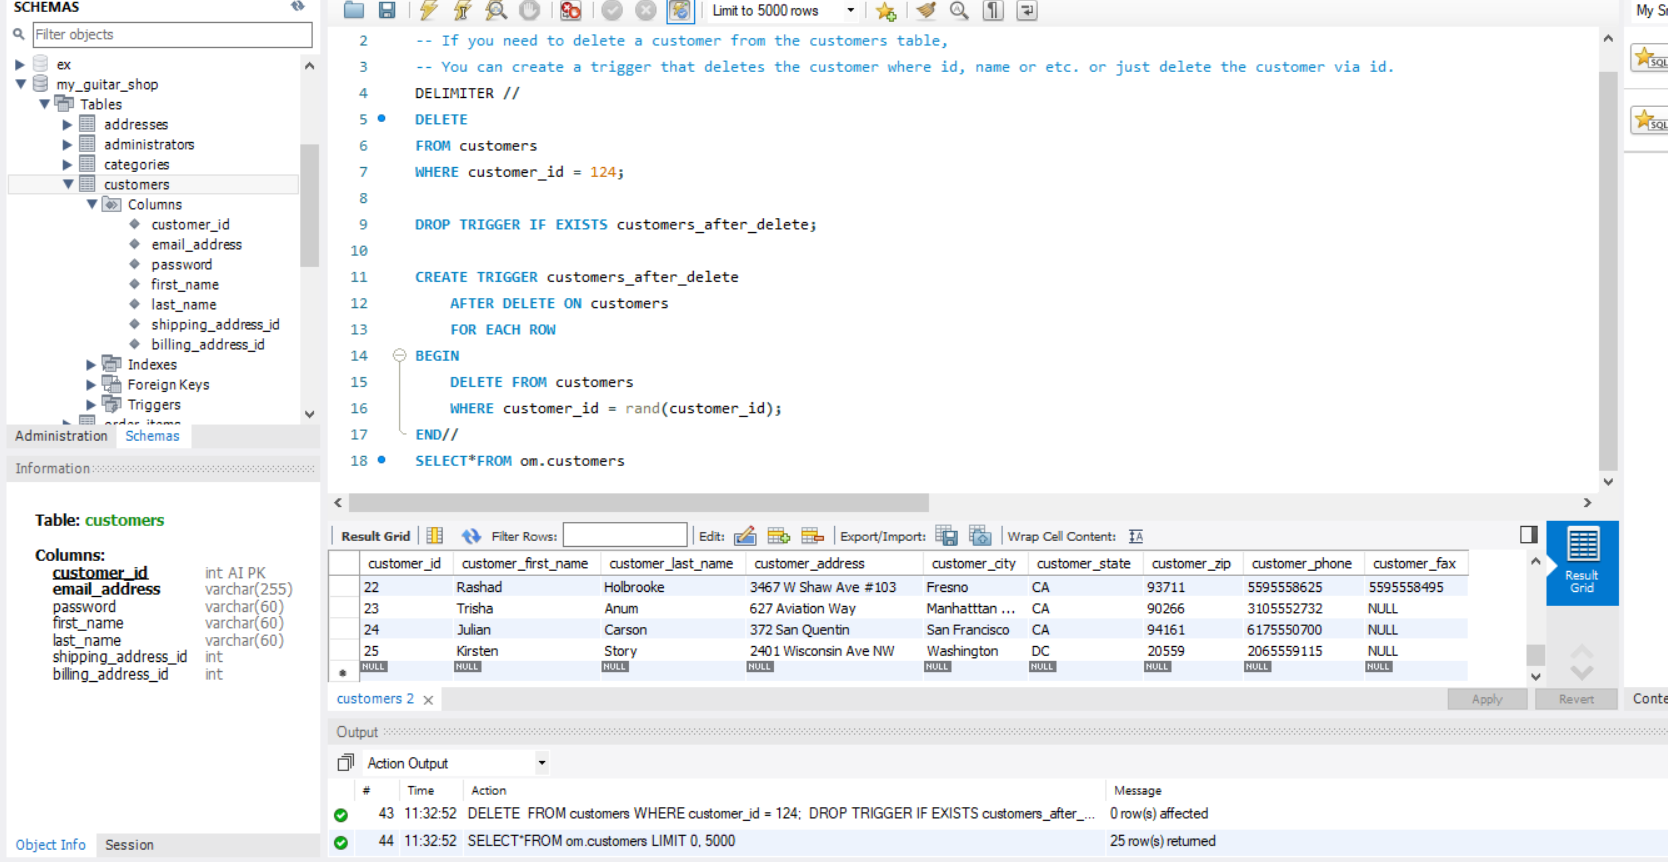 SCHEMAS
Filter objects
ex
my_guitar_shop
Tables
addresses
administrators
categories
customers
Columns
customer_id
email_address
password
first_name
last_name
shipping_address_id
billing_address_id
Indexes
Foreign Keys
Triggers
order_items
Administration Schemas
Information
Table: customers
Columns:
customer_id int AI PK
email_address varchar(255)
password varchar(60)
first_name varchar(60)
last_name varchar(60)
shipping_address_id int
billing_address_id int
Object Info Session
Limit to 5000 rows
2 -- If you need to delete a customer from the customers table,
3 -- You can create a trigger that deletes the customer where id, name or etc. or just delete the customer via id.
4 DELIMITER //
5 DELETE
6 FROM customers
7 WHERE customer_id = 124;
8
9 DROP TRIGGER IF EXISTS customers_after_delete;
10
11 CREATE TRIGGER customers_after_delete
12 AFTER DELETE ON customers
13 FOR EACH ROW
14 BEGIN
15 DELETE FROM customers
16 WHERE customer_id = rand(customer_id);
17 END//
18 SELECT*FROM om.customers
Result Grid Filter Rows: Edit: Export/Import: Wrap Cell Content: IA
customer_id customer_first_name customer_last_name customer_address customer_city customer_state customer_zip customer_phone customer_fax
22 Rashad Holbrooke 3467 W Shaw Ave #103 Fresno CA 93711 5595558625 5595558495
23 Trisha Anum 627 Aviation Way Manhatttan ... CA 90266 3105552732 NULL
24 Julian Carson 372 San Quentin San Francisco CA 94161 6175550700 NULL
25 Kirsten Story 2401 Wisconsin Ave NW Washington DC 20559 2065559115 NULL
* NULL NULL NULL NULL NULL NULL NULL NULL NULL
Result
Grid
customers 2 Apply Revert
Output
Action Output
# Time Action Message
43 11:32:52 DELETE FROM customers WHERE customer_id = 124; DROP TRIGGER IF EXISTS customers_after_... 0 row(s) affected
44 11:32:52 SELECT*FROM om.customers LIMIT 0, 5000 25 row(s) returned
My Sn
SQL
SQL
Conte